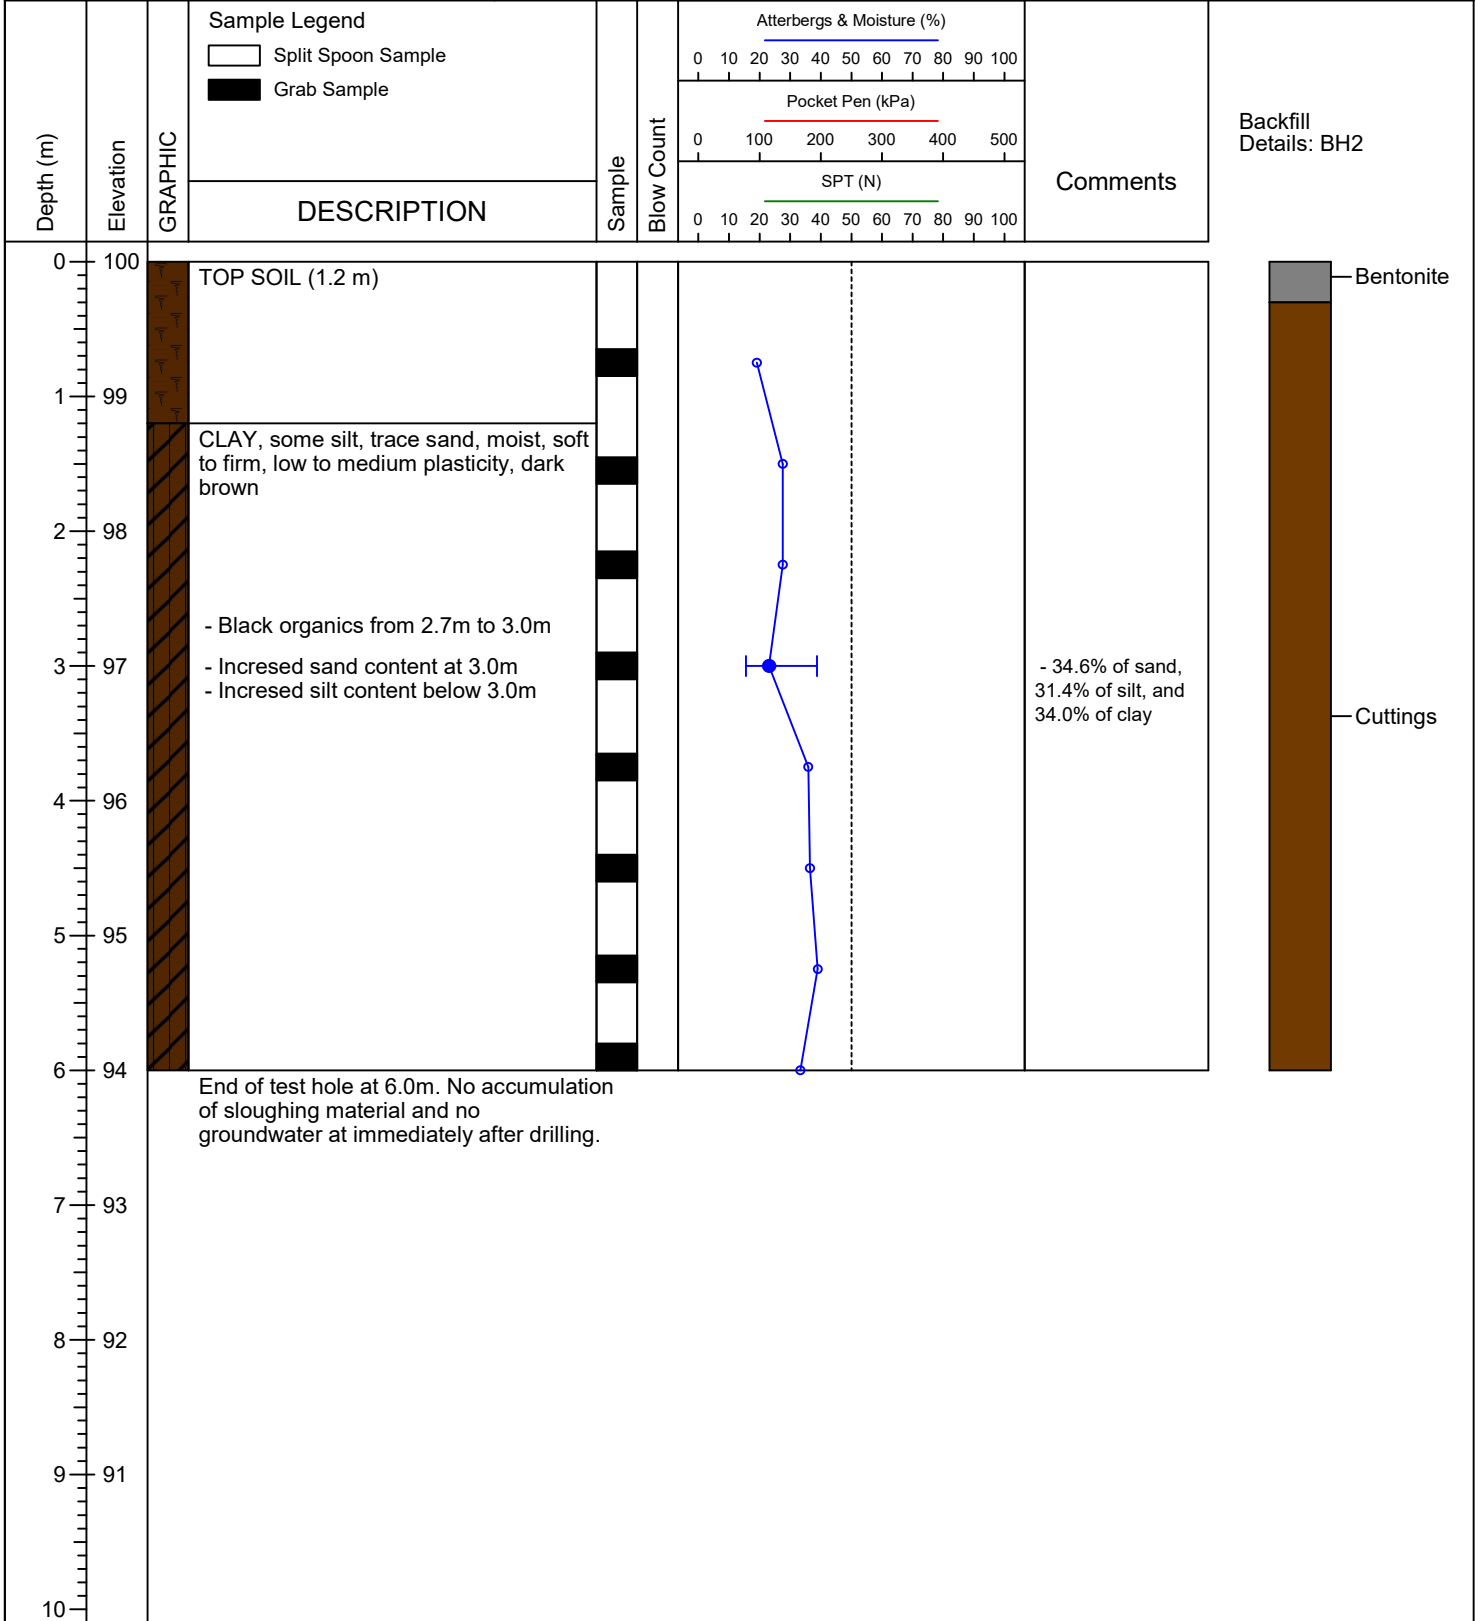 Sample Legend
Split Spoon Sample
Grab Sample
Depth (m)
Elevation
GRAPHIC
DESCRIPTION
Sample
Blow Count
Atterbergs & Moisture (%)
0 10 20 30 40 50 60 70 80 90 100
Pocket Pen (kPa)
0 100 200 300 400 500
SPT (N)
0 10 20 30 40 50 60 70 80 90 100
Comments
Backfill
Details: BH2
0 100
TOP SOIL (1.2 m)
Bentonite
1 99
CLAY, some silt, trace sand, moist, soft
to firm, low to medium plasticity, dark
brown
2 98
- Black organics from 2.7m to 3.0m
3 97
- Incresed sand content at 3.0m
- Incresed silt content below 3.0m
- 34.6% of sand,
31.4% of silt, and
34.0% of clay
Cuttings
4 96
5 95
6 94
End of test hole at 6.0m. No accumulation
of sloughing material and no
groundwater at immediately after drilling.
7 93
8 92
9 91
10